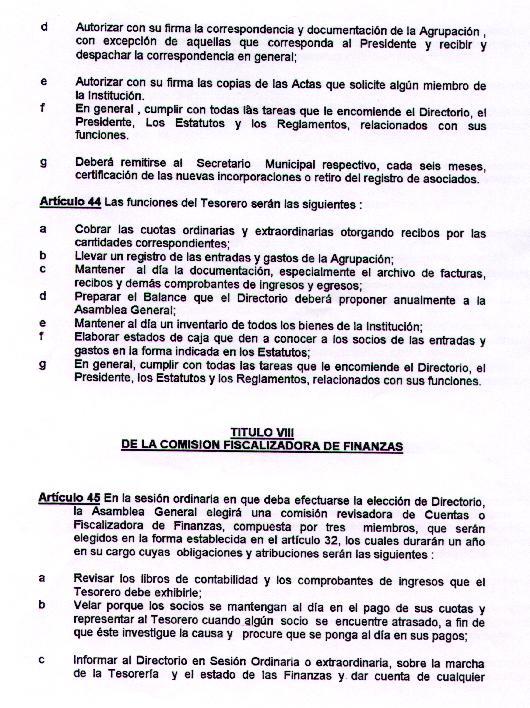 d Autorizar con su firma la correspondencia y documentación de la Agrupación ,
con excepción de aquellas que corresponda al Presidente y recibir y
despachar la correspondencia en general;
e Autorizar con su firma las copias de las Actas que solicite algún miembro de
la Institución.
f En general , cumplir con todas las tareas que le encomiende el Directorio, el
Presidente, Los Estatutos y los Reglamentos, relacionados con sus
funciones.
g Deberá remitirse al Secretario Municipal respectivo, cada seis meses,
certificación de las nuevas incorporaciones o retiro del registro de asociados.
Artículo 44 Las funciones del Tesorero serán las siguientes :
a Cobrar las cuotas ordinarias y extraordinarias otorgando recibos por las
cantidades correspondientes;
b Llevar un registro de las entradas y gastos de la Agrupación;
c Mantener al día la documentación, especialmente el archivo de facturas,
recibos y demás comprobantes de ingresos y egresos;
d Preparar el Balance que el Directorio deberá proponer anualmente a la
Asamblea General;
e Mantener al día un inventario de todos los bienes de la Institución;
f Elaborar estados de caja que den a conocer a los socios de las entradas y
gastos en la forma indicada en los Estatutos;
g En general, cumplir con todas las tareas que le encomiende el Directorio, el
Presidente, los Estatutos y los Reglamentos, relacionados con sus funciones.
TITULO VIII
DE LA COMISION FISCALIZADORA DE FINANZAS
Artículo 45 En la sesión ordinaria en que deba efectuarse la elección de Directorio,
la Asamblea General elegirá una comisión revisadora de Cuentas o
Fiscalizadora de Finanzas, compuesta por tres miembros, que serán
elegidos en la forma establecida en el artículo 32, los cuales durarán un año
en su cargo cuyas obligaciones y atribuciones serán las siguientes :
a Revisar los libros de contabilidad y los comprobantes de ingresos que el
Tesorero debe exhibirle;
b Velar porque los socios se mantengan al día en el pago de sus cuotas y
representar al Tesorero cuando algún socio se encuentre atrasado, a fin de
que éste investigue la causa y procure que se ponga al día en sus pagos;
c Informar al Directorio en Sesión Ordinaria o extraordinaria, sobre la marcha
de la Tesorería y el estado de las Finanzas y dar cuenta de cualquier